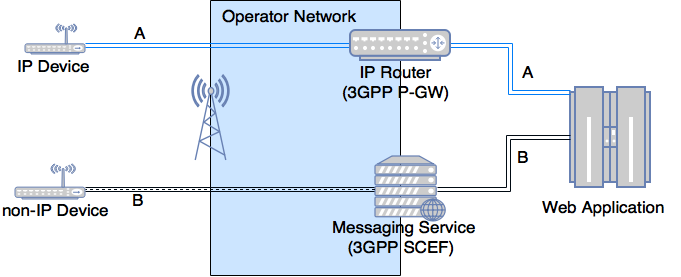 Operator Network
A
IP Device
IP Router
(3GPP P-GW)
A
B
non-IP Device
B
Messaging Service
(3GPP SCEF)
Web Application